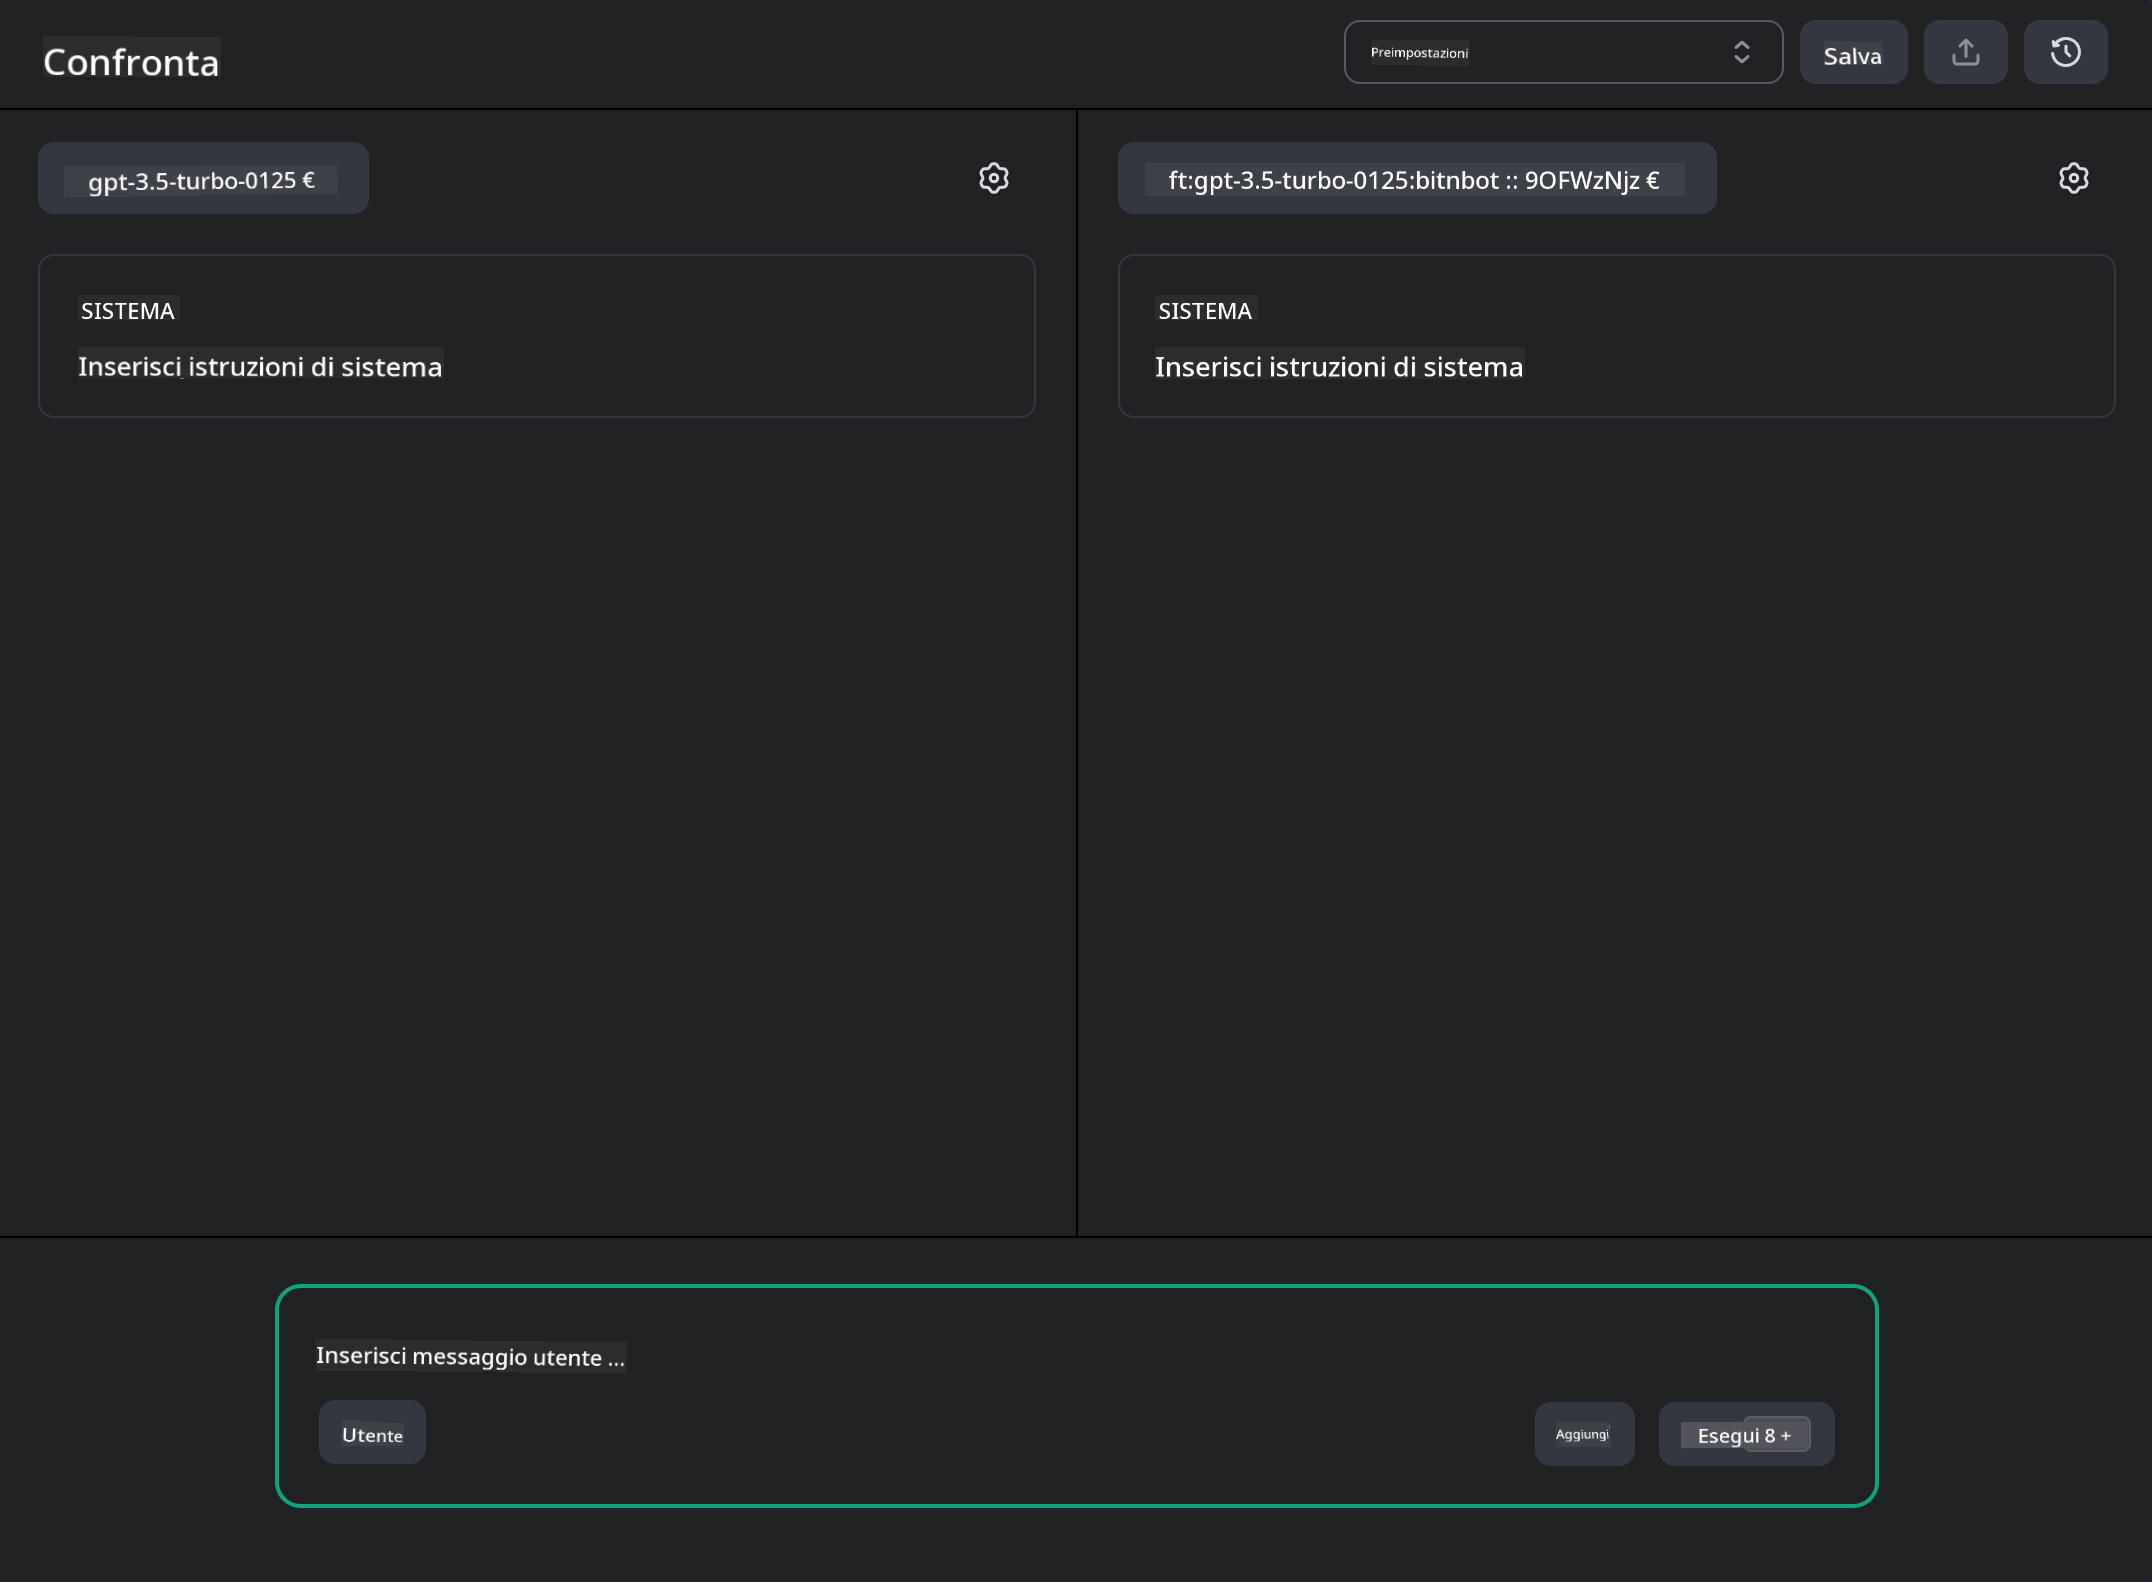 Confronta
Preimpostazioni
Salva
gpt-3.5-turbo-0125 €
ft:gpt-3.5-turbo-0125:bitnbot :: 9OFWzNjz €
SISTEMA
Inserisci istruzioni di sistema
SISTEMA
Inserisci istruzioni di sistema
Inserisci messaggio utente ...
Utente
Aggiungi
Esegui 8 +